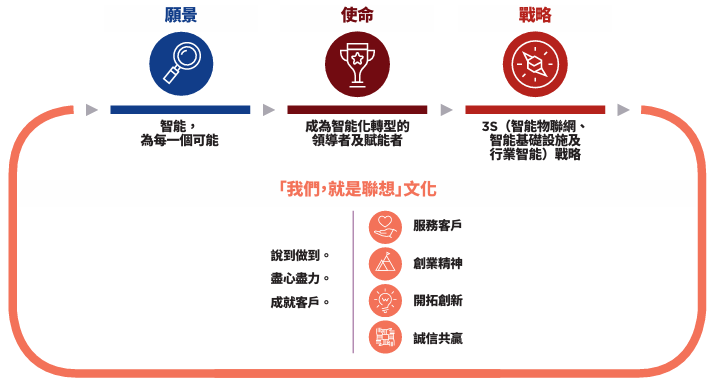 願景
使命
戰略
智能，
為每一個可能
成為智能化轉型的
領導者及賦能者
3S（智能物聯網、
智能基礎設施及
行業智能）戰略
「我們，就是聯想」文化
說到做到。
盡心盡力。
成就客戶。
服務客戶
創業精神
開拓創新
誠信共贏